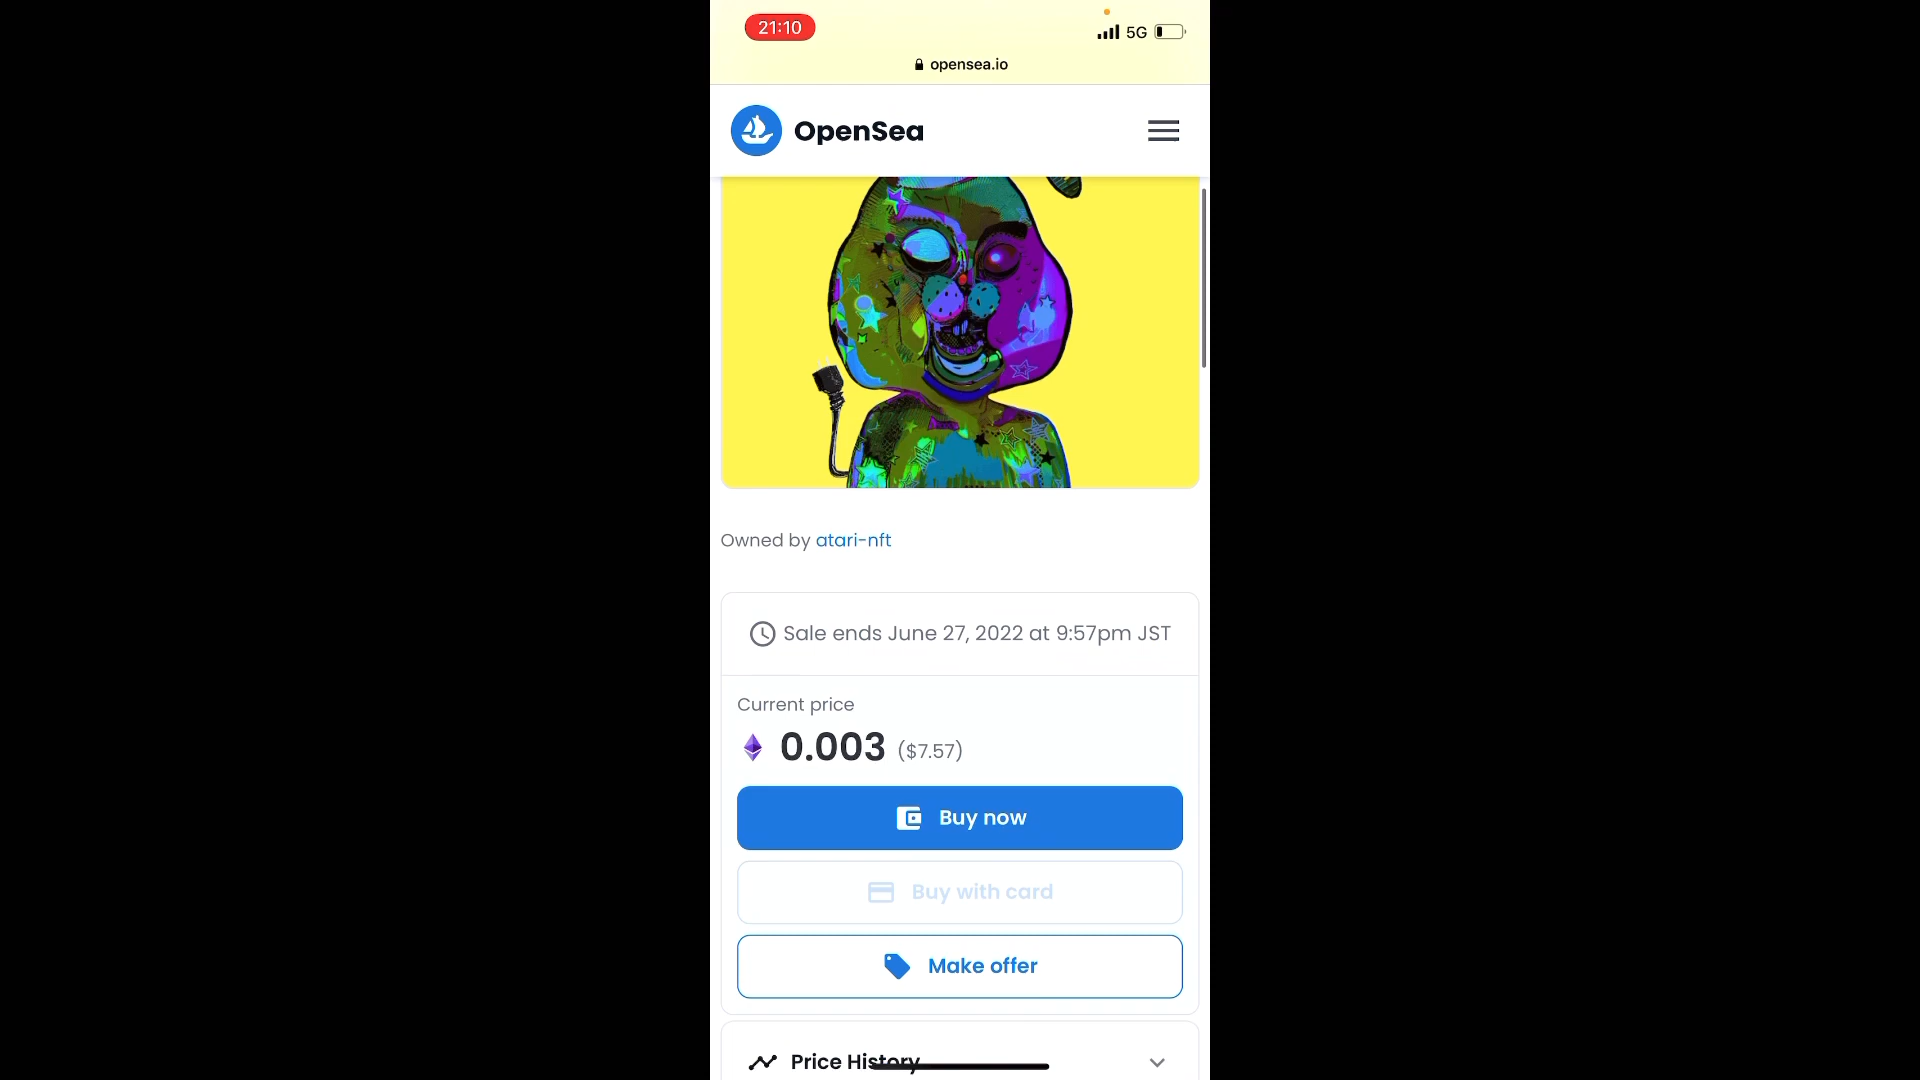 21:10
5G
opensea.io
OpenSea
Owned by atari-nft
Sale ends June 27, 2022 at 9:57pm JST
Current price
0.003 ($7.57)
Buy now
Buy with card
Make offer
Price History